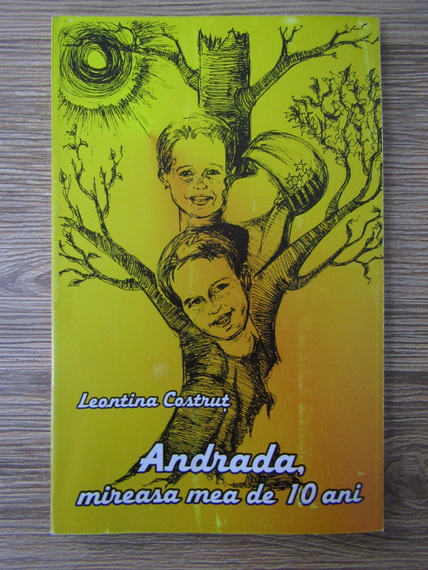 Leontina Costruț
Andrada,
mireasa mea de 10 ani